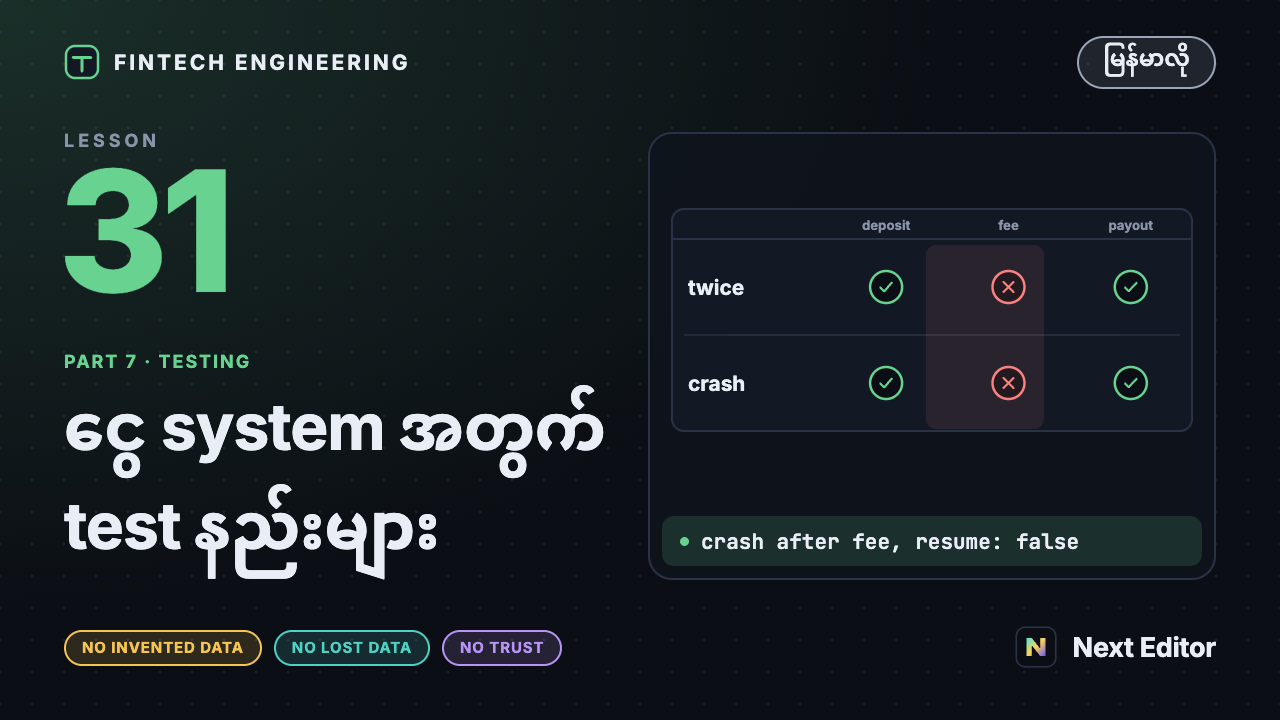 FINTECH ENGINEERING
မြန်မာလို
LESSON
31
PART 7 · TESTING
ငွေ system အတွက်
test နည်းများ
NO INVENTED DATA
NO LOST DATA
NO TRUST
deposit fee payout
twice
crash
crash after fee, resume: false
N Next Editor